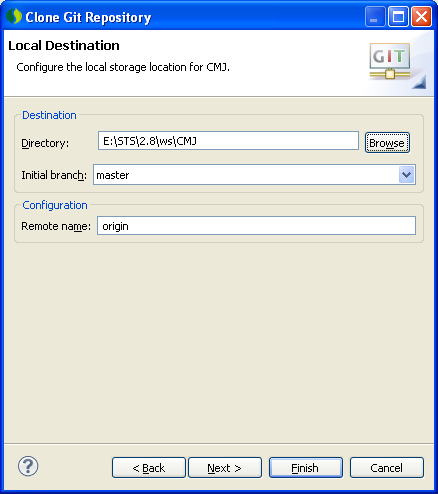 Clone Git Repository
Local Destination
Configure the local storage location for CMJ.
GIT
Destination
Directory: E:\STS\2.8\ws\CMJ Browse
Initial branch: master
Configuration
Remote name: origin
? < Back Next > Finish Cancel